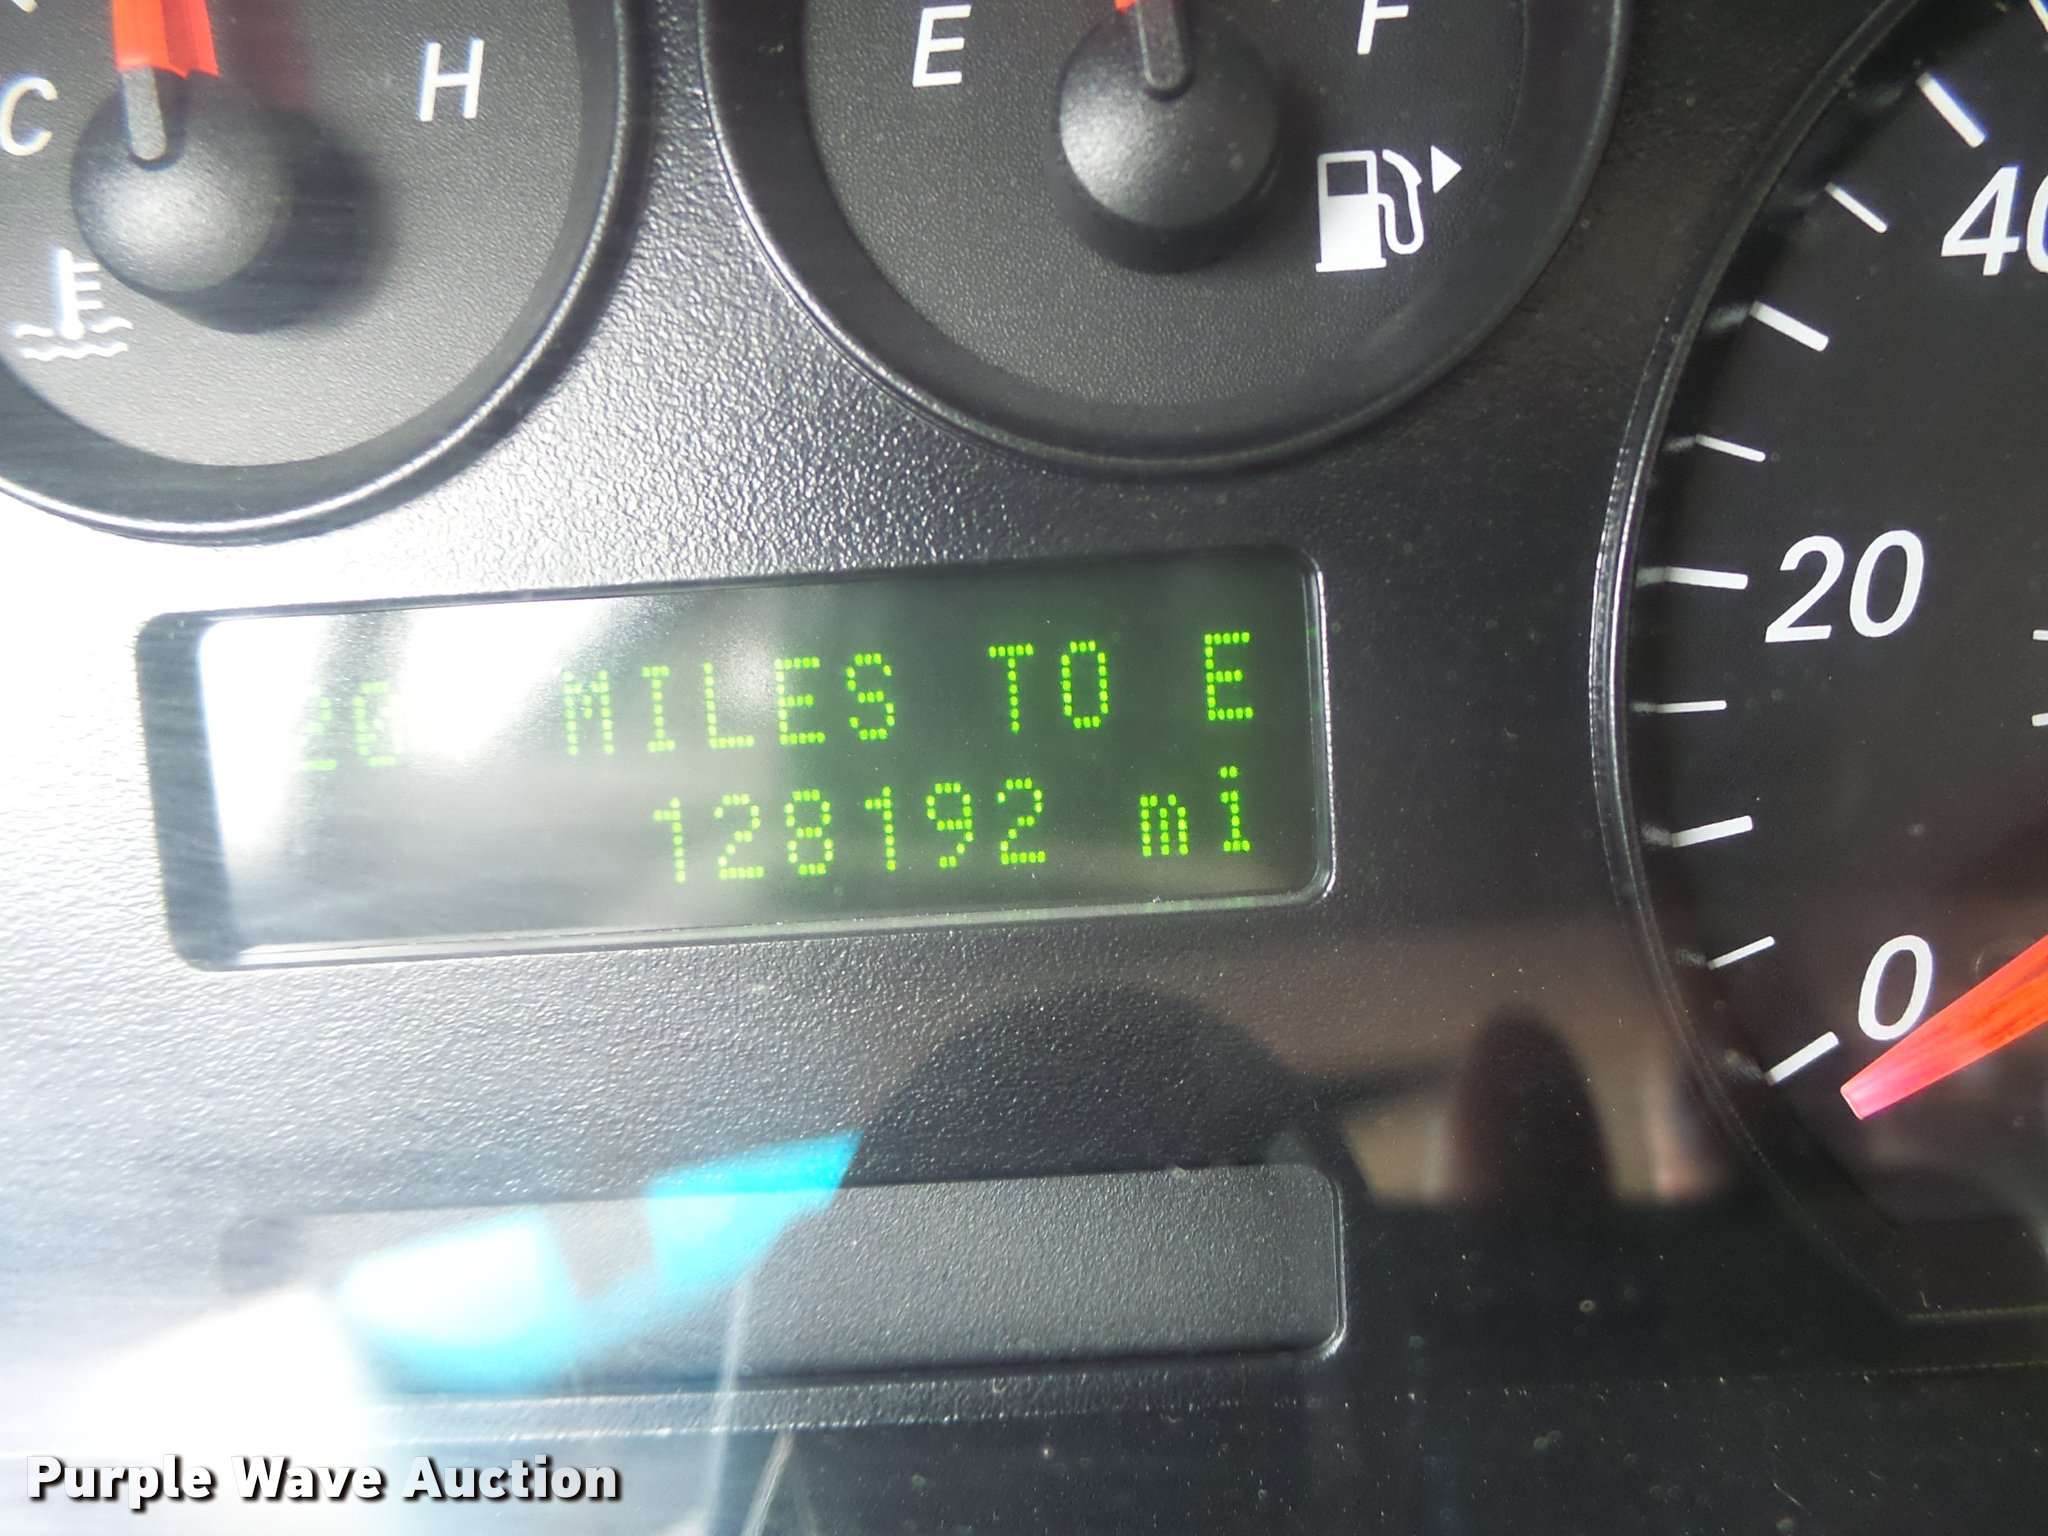 C H
E F
40
20
MILES TO E
128192 mi
0
Purple Wave Auction